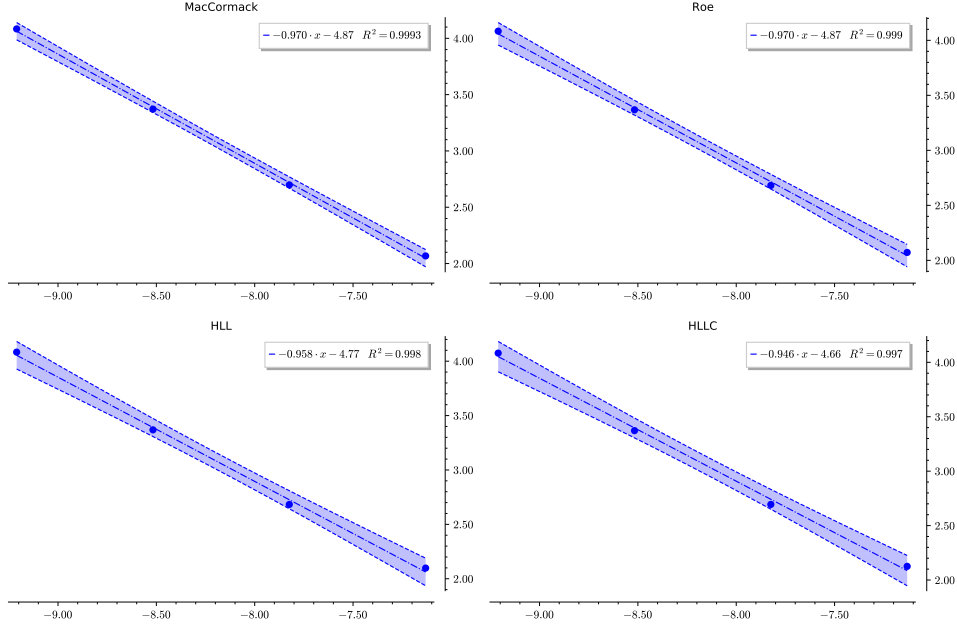 MacCormack
−0.970 · x − 4.87 R² = 0.9993
4.00
3.50
3.00
2.50
2.00
−9.00 −8.50 −8.00 −7.50
Roe
−0.970 · x − 4.87 R² = 0.999
4.00
3.50
3.00
2.50
2.00
−9.00 −8.50 −8.00 −7.50
HLL
−0.958 · x − 4.77 R² = 0.998
4.00
3.50
3.00
2.50
2.00
−9.00 −8.50 −8.00 −7.50
HLLC
−0.946 · x − 4.66 R² = 0.997
4.00
3.50
3.00
2.50
2.00
−9.00 −8.50 −8.00 −7.50